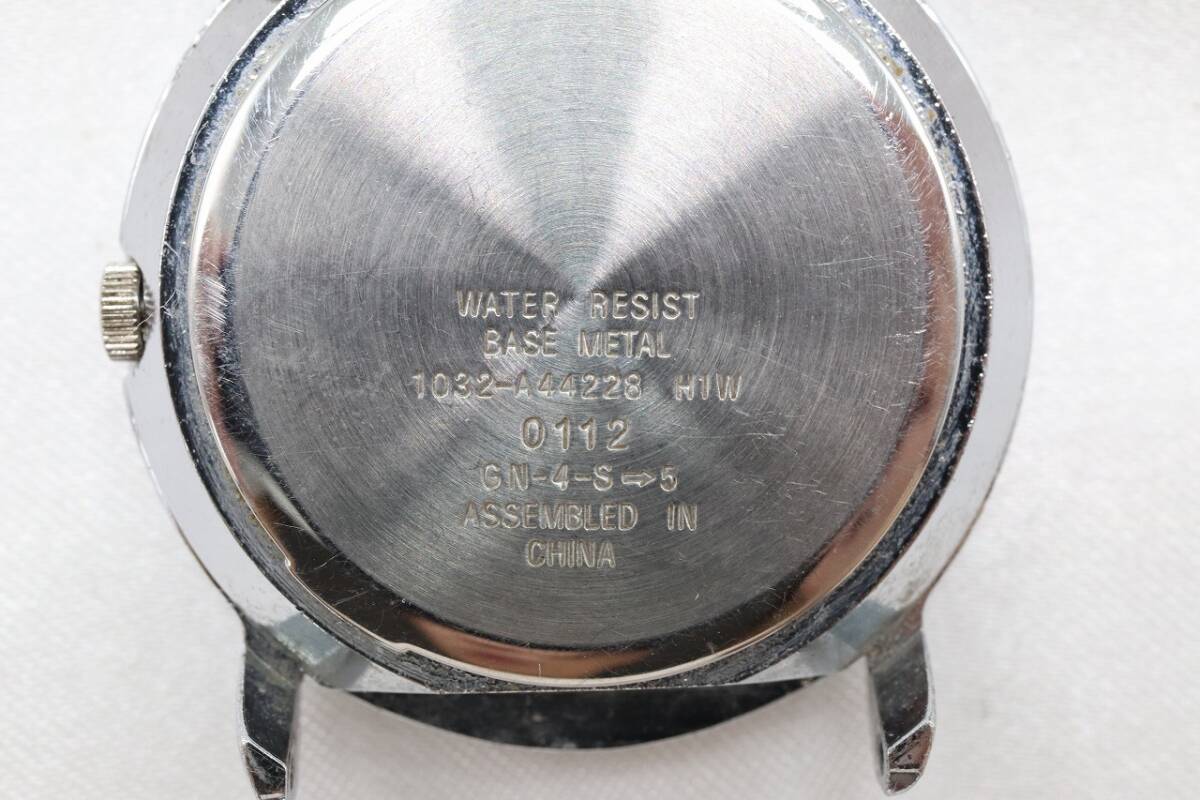 WATER RESIST
BASE METAL
1032-A44228 H1W
0112
GN-4-S⇨5
ASSEMBLED IN
CHINA